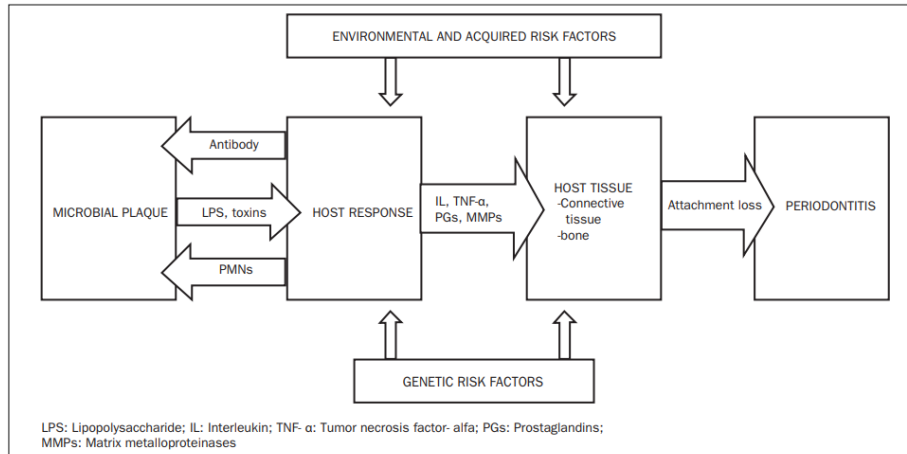 ENVIRONMENTAL AND ACQUIRED RISK FACTORS
Antibody
MICROBIAL PLAQUE
LPS, toxins
HOST RESPONSE
PMNs
IL, TNF-α,
PGs, MMPs
HOST TISSUE
-Connective
tissue
-bone
Attachment loss
PERIODONTITIS
GENETIC RISK FACTORS
LPS: Lipopolysaccharide; IL: Interleukin; TNF- α: Tumor necrosis factor- alfa; PGs: Prostaglandins;
MMPs: Matrix metalloproteinases